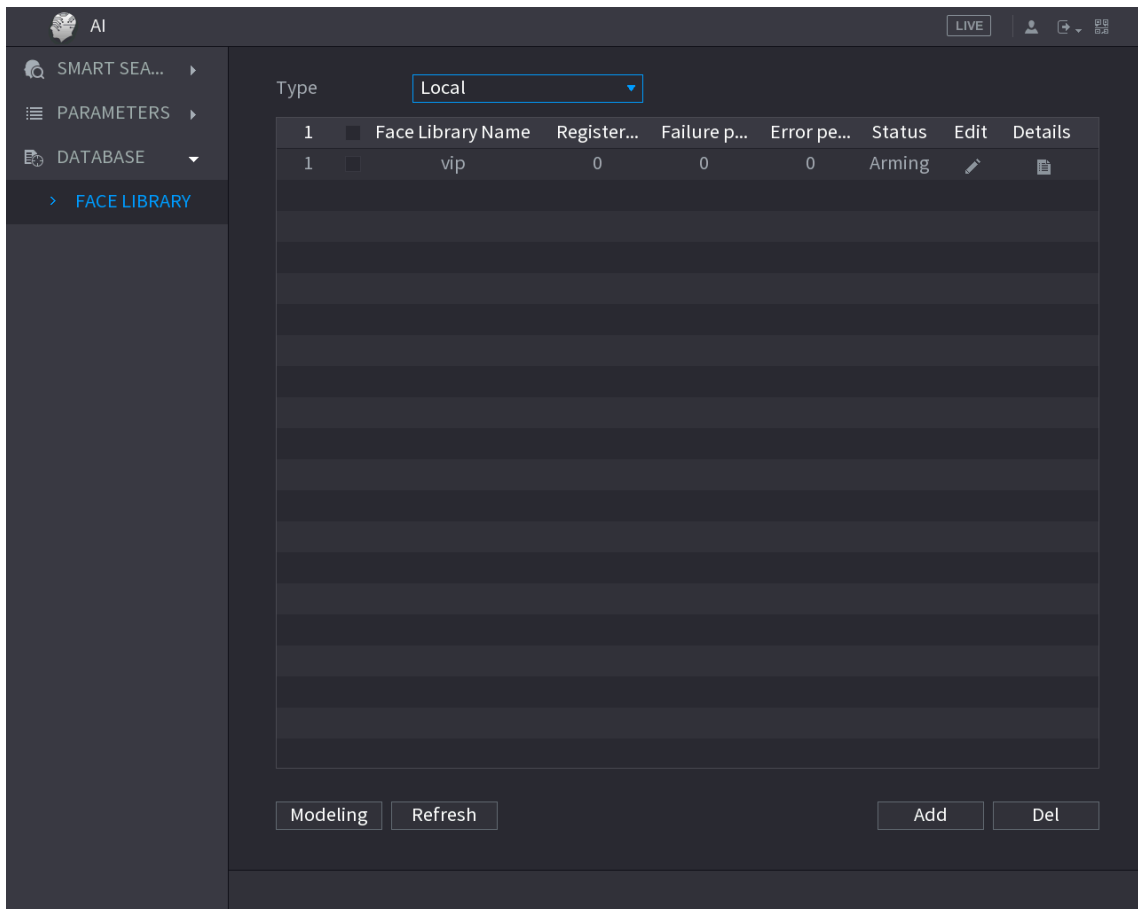 AI LIVE
SMART SEA...
PARAMETERS
DATABASE
FACE LIBRARY
Type Local
1 Face Library Name Register... Failure p... Error pe... Status Edit Details
1 vip 0 0 0 Arming
Modeling Refresh Add Del